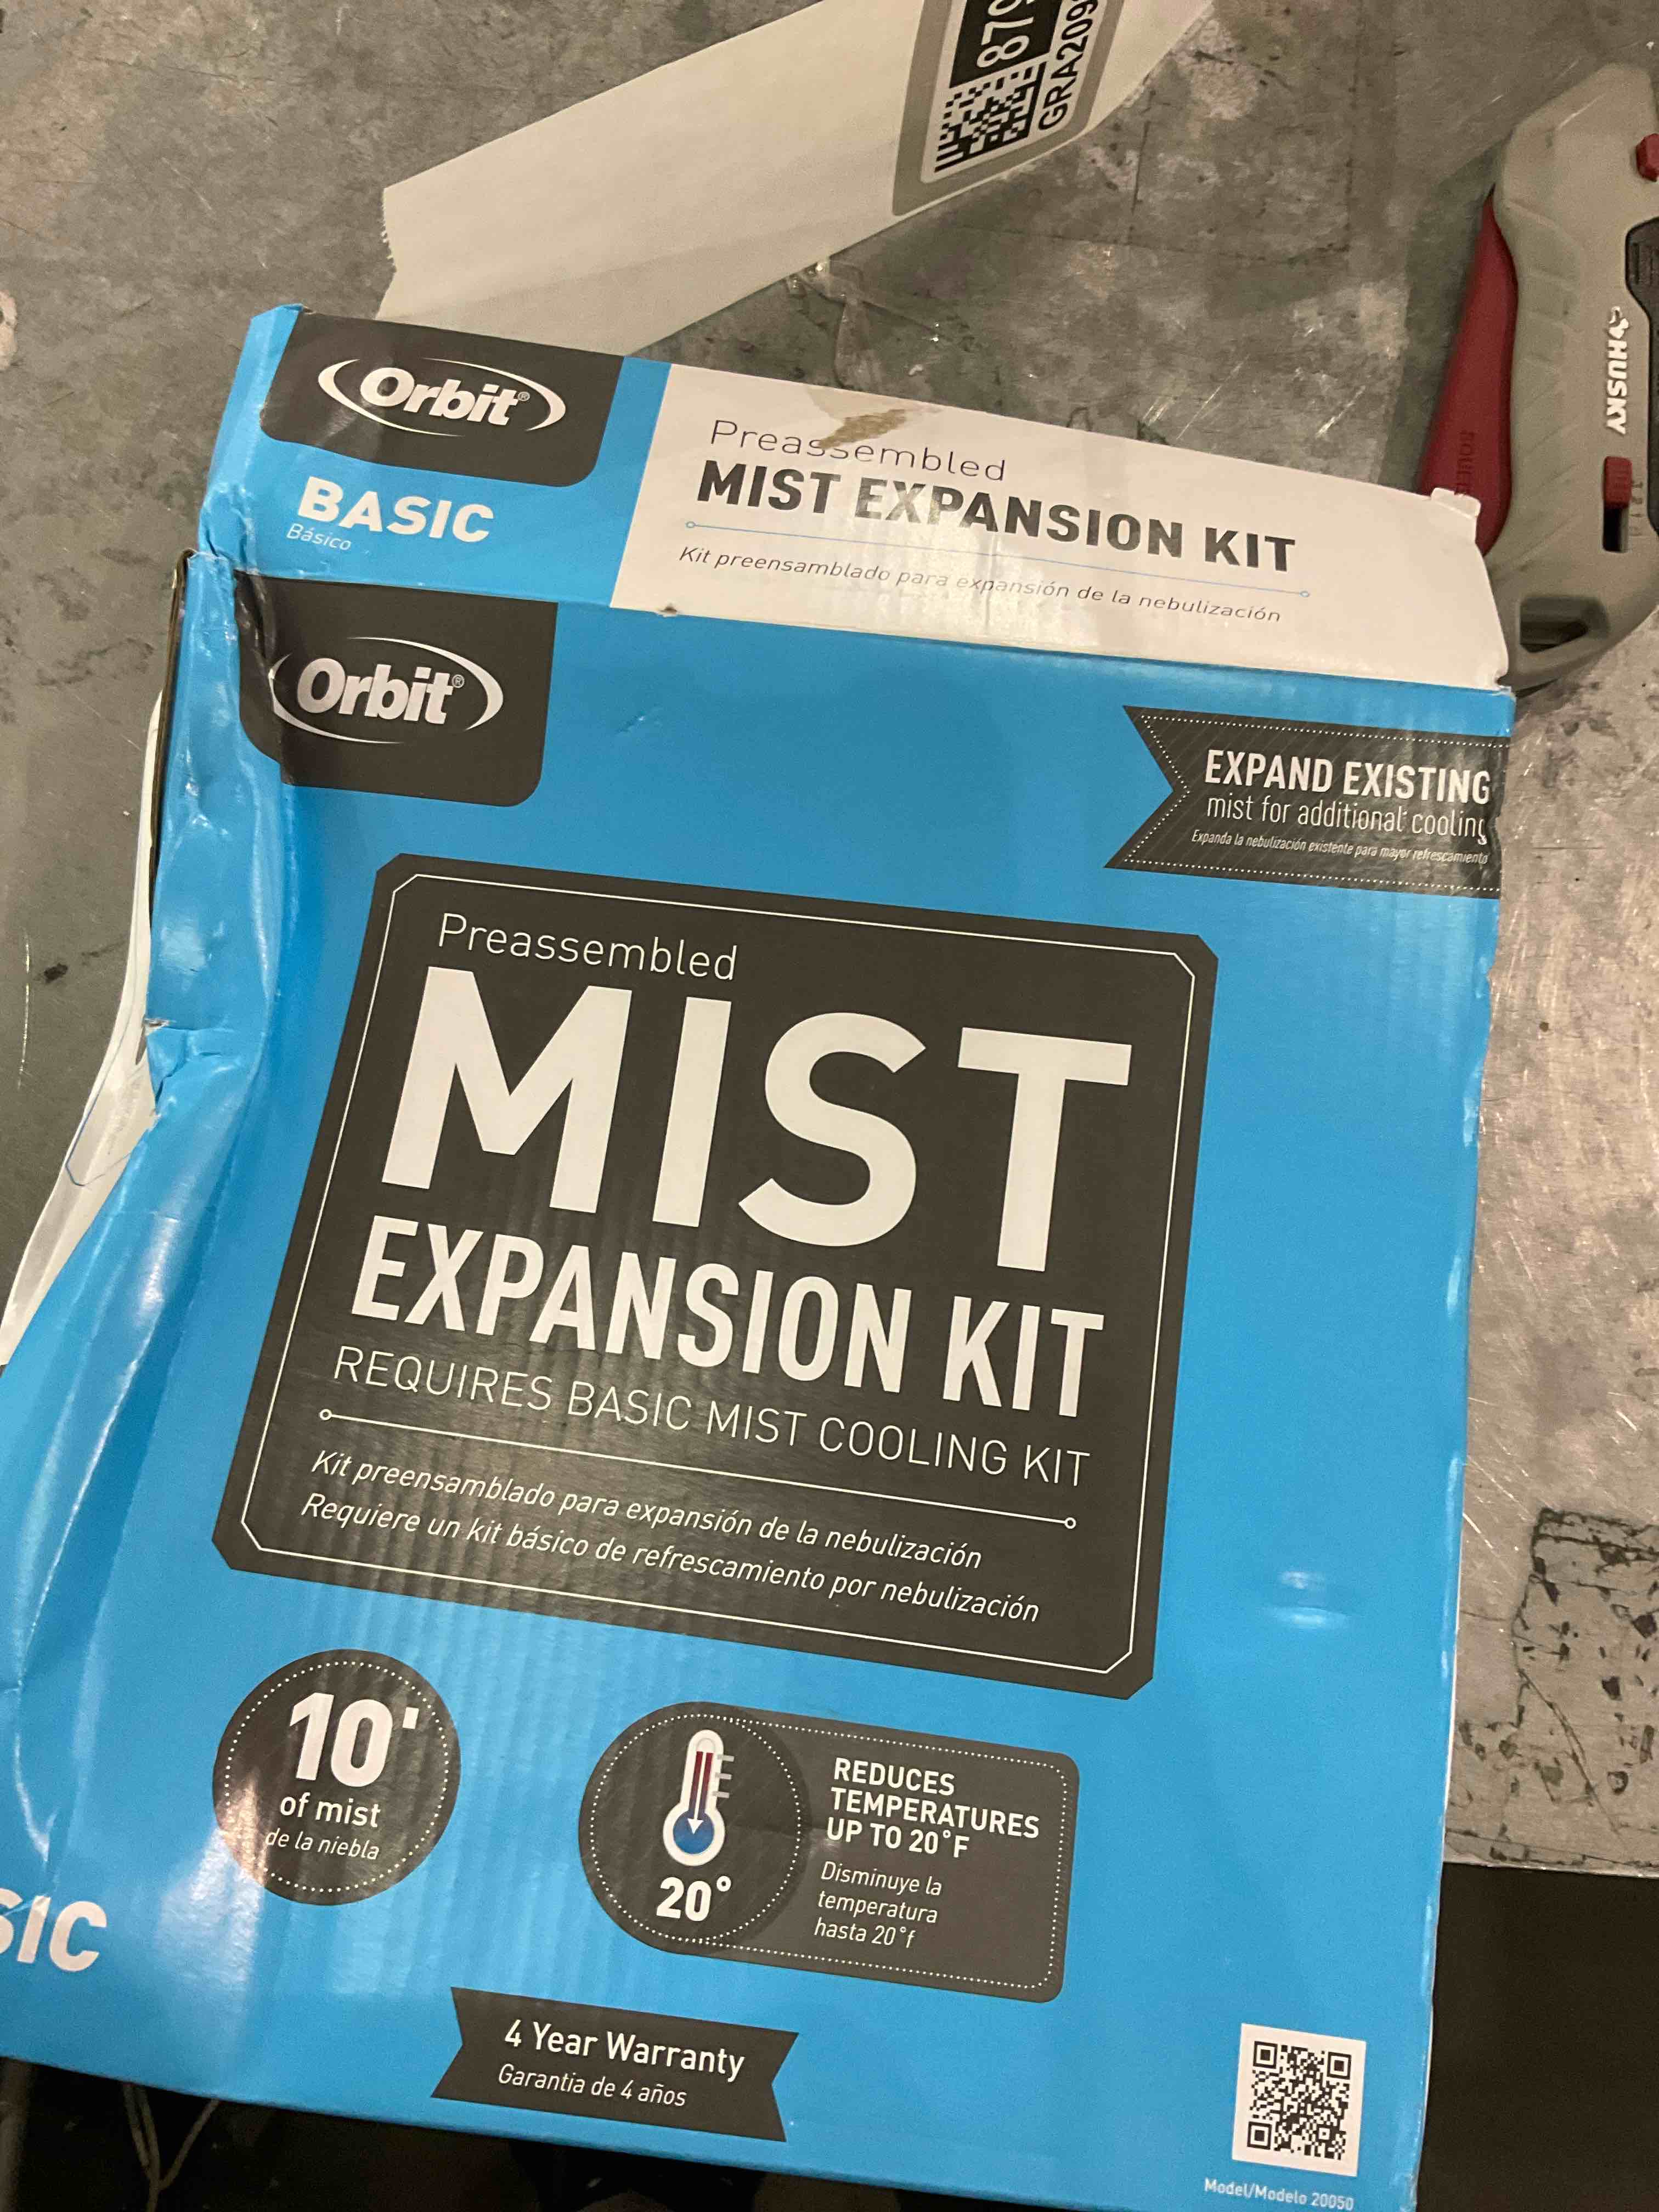 879
GRA209
HUSKY
Orbit®
BASIC
Básico
Preassembled
MIST EXPANSION KIT
Kit preensamblado para expansión de la nebulización
Orbit®
EXPAND EXISTING
mist for additional cooling
Expanda la nebulización existente para mayor refrescamiento
Preassembled
MIST
EXPANSION KIT
REQUIRES BASIC MIST COOLING KIT
Kit preensamblado para expansión de la nebulización
Requiere un kit básico de refrescamiento por nebulización
10'
of mist
de la niebla
20°
REDUCES
TEMPERATURES
UP TO 20°F
Disminuye la
temperatura
hasta 20°f
SIC
4 Year Warranty
Garantia de 4 años
Model/Modelo 20050